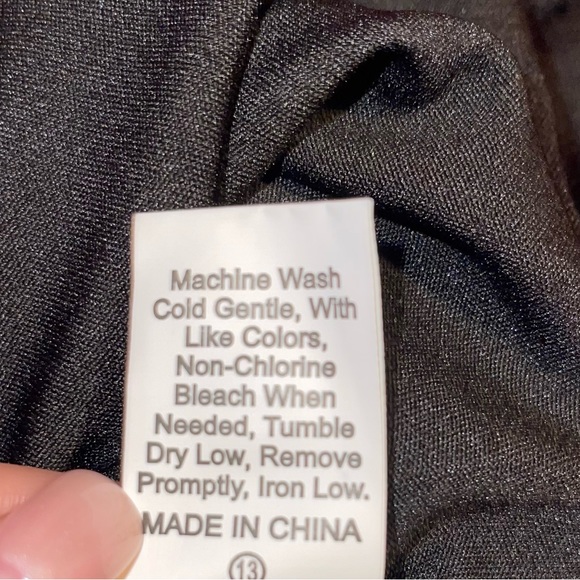 Machine Wash
Cold Gentle, With
Like Colors,
Non-Chlorine
Bleach When
Needed, Tumble
Dry Low, Remove
Promptly, Iron Low.
MADE IN CHINA
13